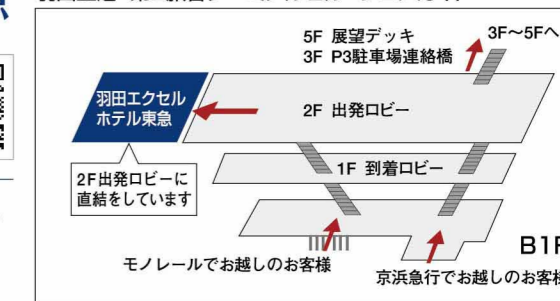 5F 展望デッキ
3F P3駐車場連絡橋
3F〜5Fへ
羽田エクセル
ホテル東急
2F 出発ロビー
2F出発ロビーに
直結をしています
1F 到着ロビー
B1F
モノレールでお越しのお客様
京浜急行でお越しのお客様